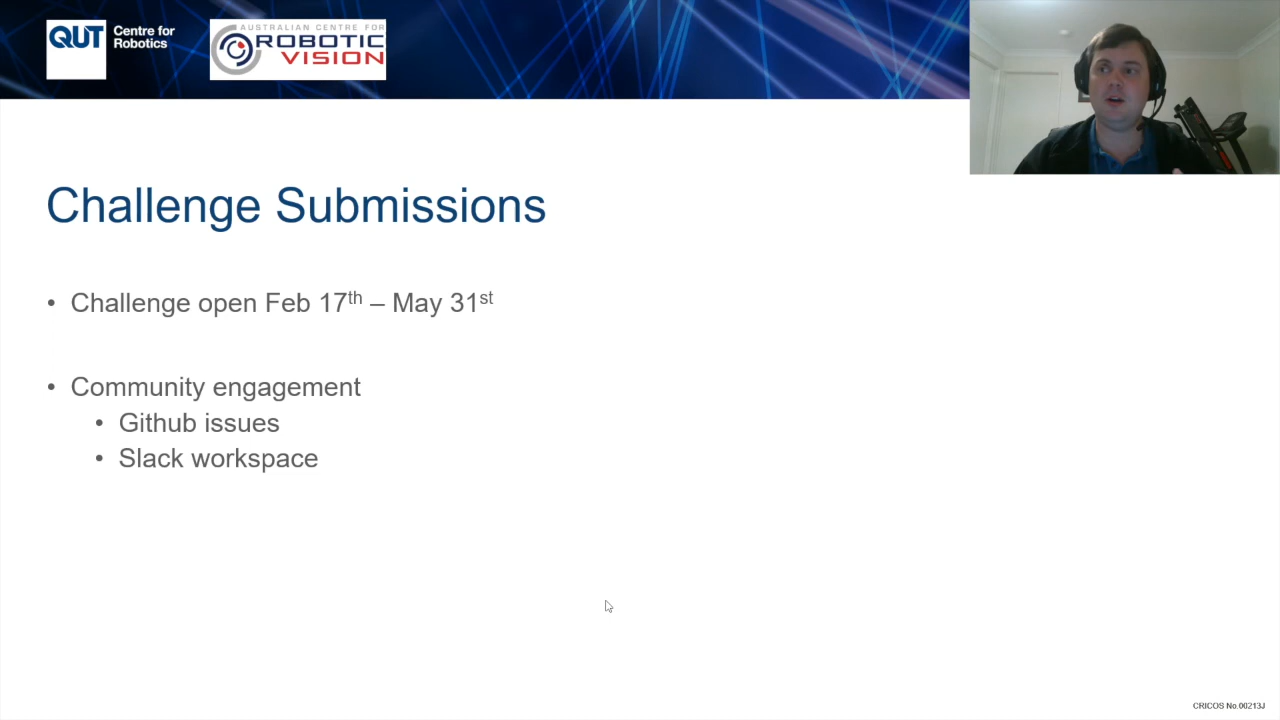 QUT
Centre for
Robotics
AUSTRALIAN CENTRE FOR
ROBOTIC
VISION
Challenge Submissions
• Challenge open Feb 17th – May 31st
• Community engagement
• Github issues
• Slack workspace
CRICOS No.00213J